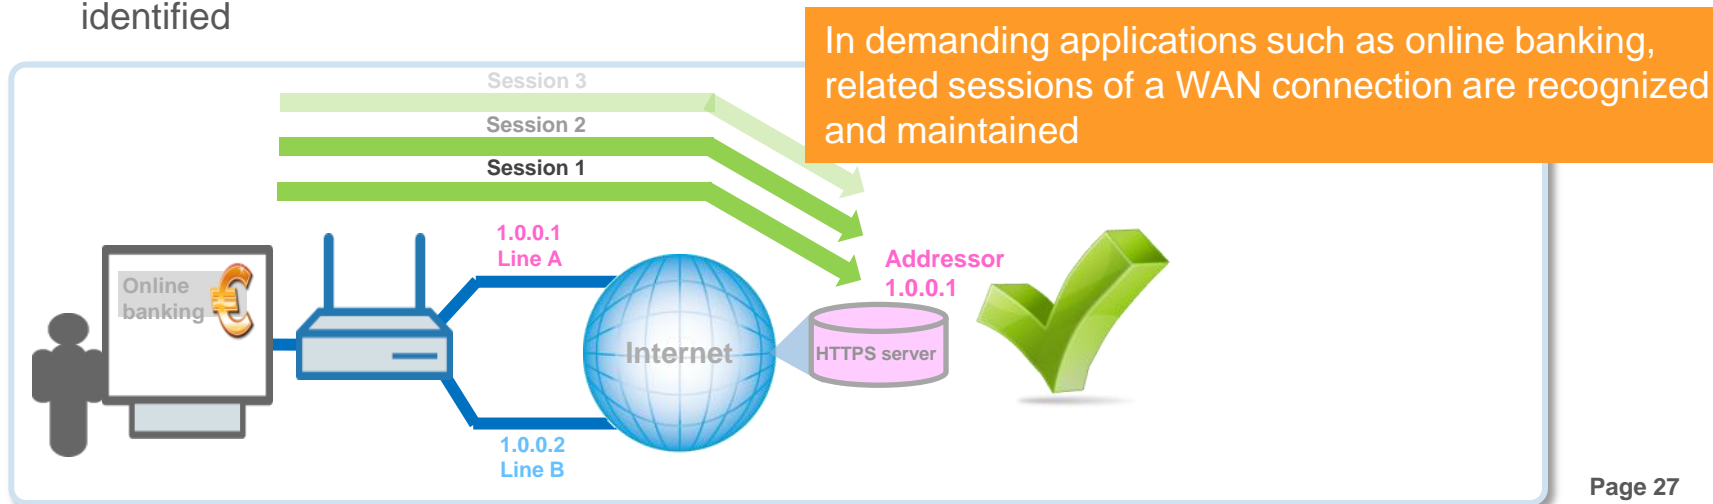 identified
In demanding applications such as online banking,
related sessions of a WAN connection are recognized
and maintained
Session 3
Session 2
Session 1
1.0.0.1
Line A
Addressor
1.0.0.1
Online
banking
Internet
HTTPS server
1.0.0.2
Line B
Page 27